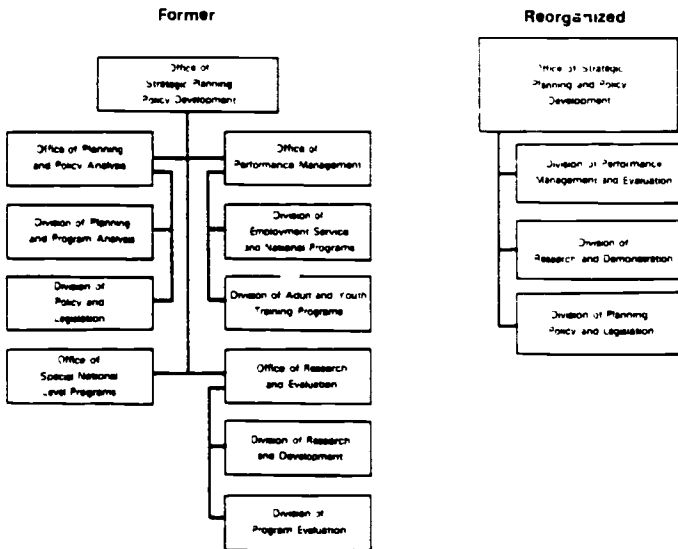 Former
Office of
Strategic Planning
Policy Development
Office of Planning
and Policy Analysis
Division of Planning
and Program Analysis
Division of
Policy and
Legislation
Office of
Special National
Level Programs
Office of
Performance Management
Division of
Employment Service
and National Programs
Division of Adult and Youth
Training Programs
Office of Research
and Evaluation
Division of Research
and Development
Division of
Program Evaluation
Reorganized
Office of Strategic
Planning and Policy
Development
Division of Performance
Management and Evaluation
Division of
Research and Demonstration
Division of Planning
Policy and Legislation